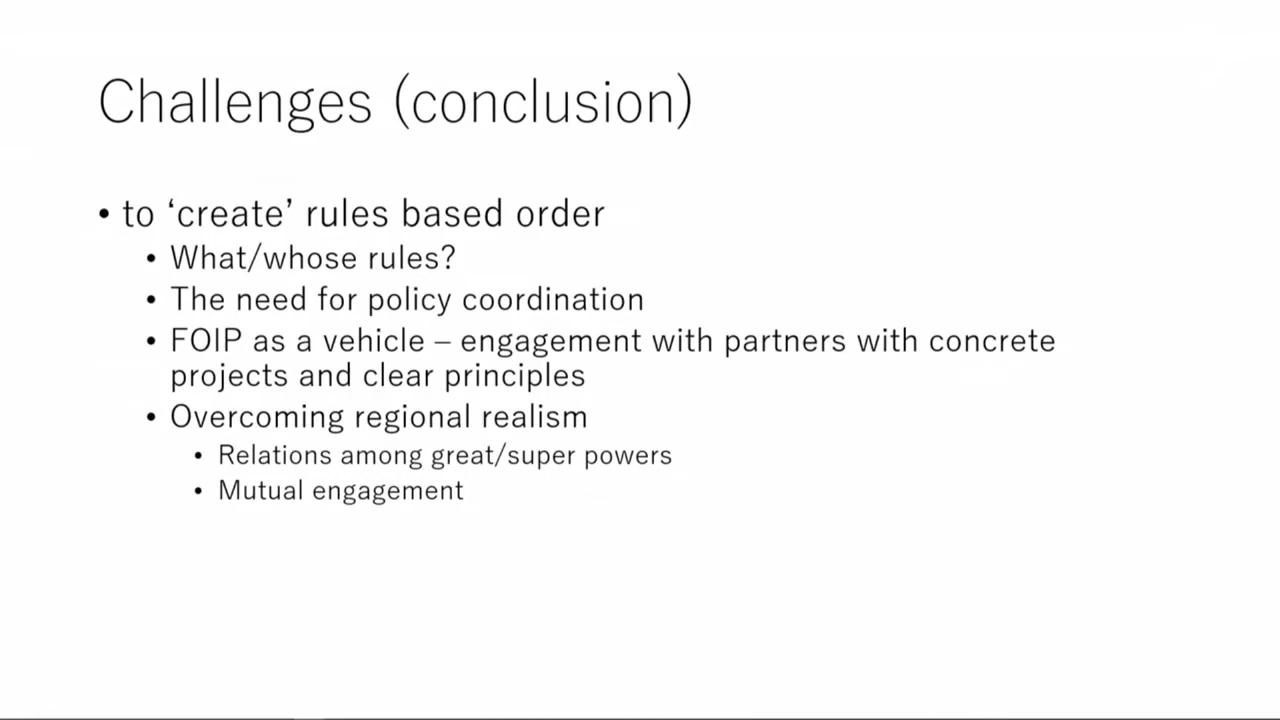 Challenges (conclusion)
• to ‘create’ rules based order
• What/whose rules?
• The need for policy coordination
• FOIP as a vehicle – engagement with partners with concrete
projects and clear principles
• Overcoming regional realism
• Relations among great/super powers
• Mutual engagement